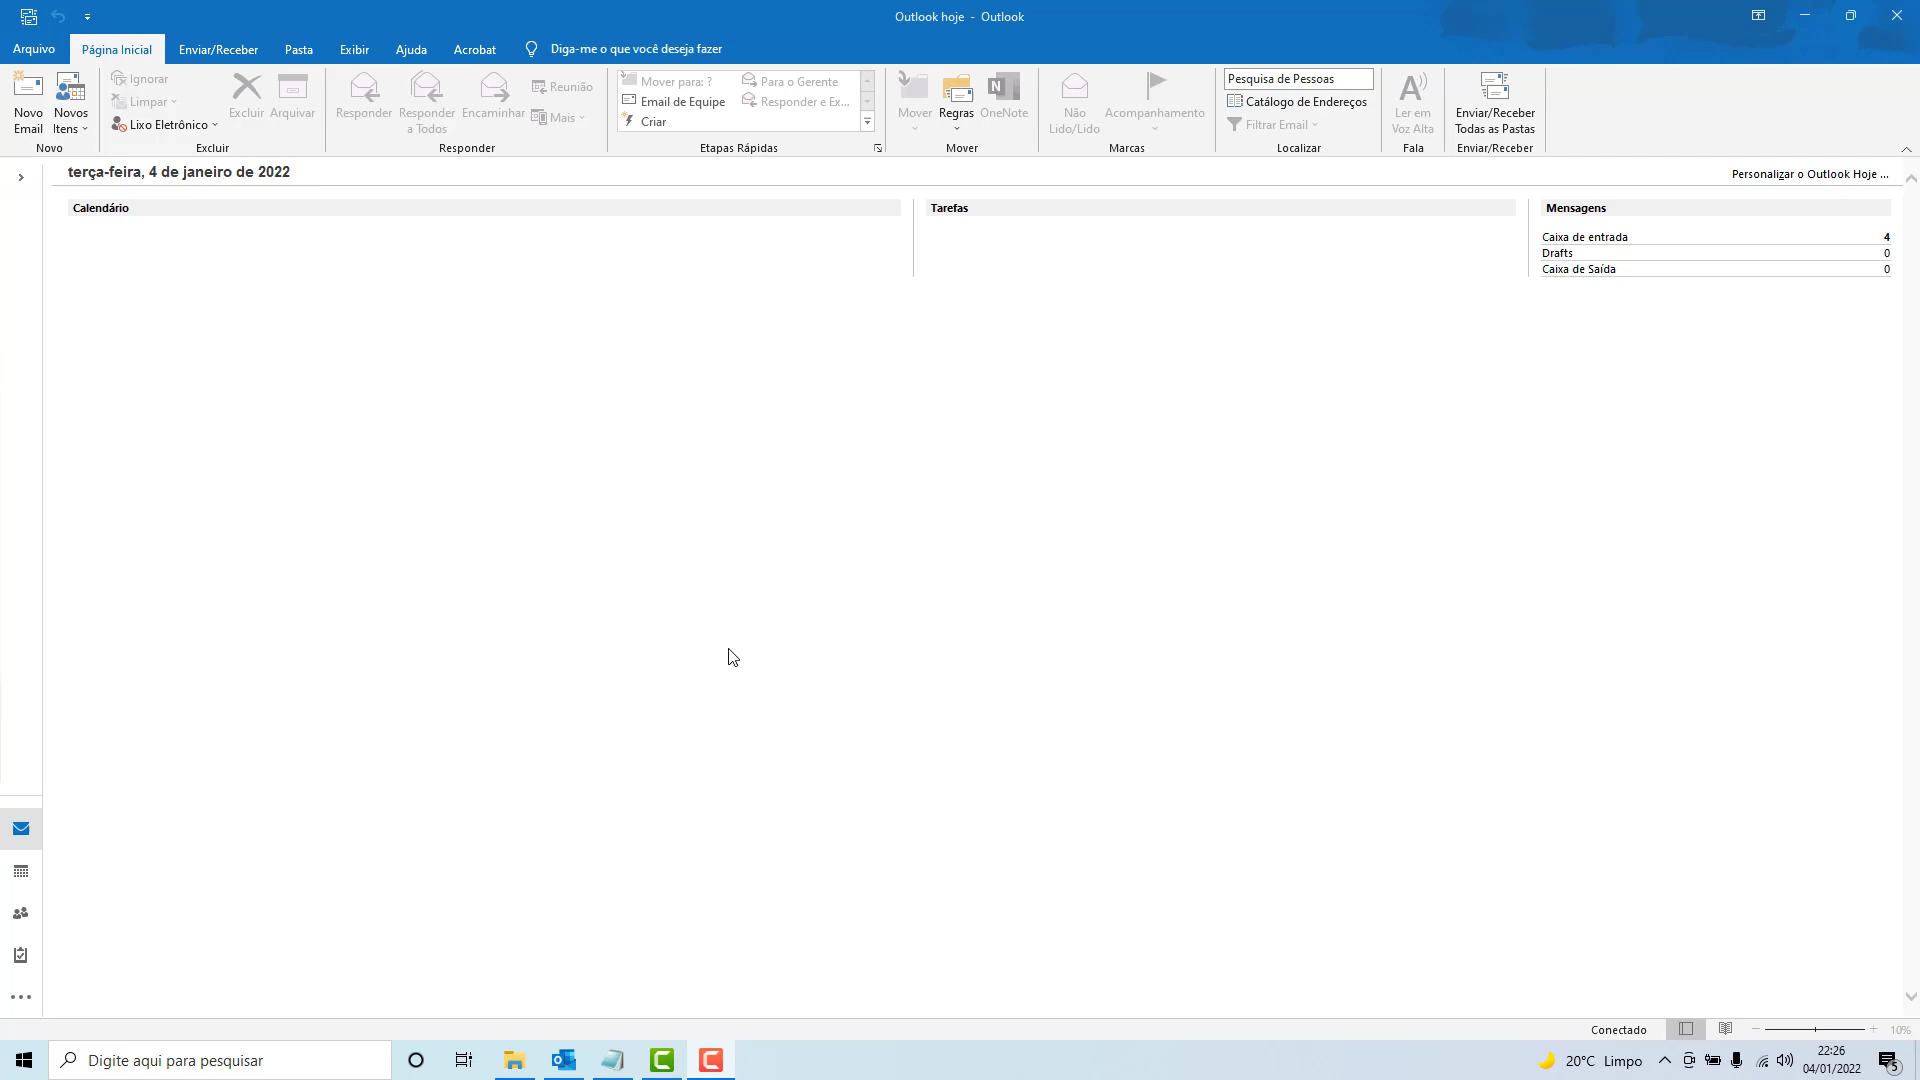 Outlook hoje - Outlook
Arquivo Página Inicial Enviar/Receber Pasta Exibir Ajuda Acrobat Diga-me o que você deseja fazer
Novo Email
Novos Itens
Novo
Ignorar
Limpar
Lixo Eletrônico
Excluir
Arquivar
Excluir
Responder
Responder a Todos
Encaminhar
Reunião
Mais
Responder
Mover para: ?
Email de Equipe
Criar
Para o Gerente
Responder e Ex...
Etapas Rápidas
Mover
Regras
OneNote
Mover
Não Lido/Lido
Acompanhamento
Marcas
Pesquisa de Pessoas
Catálogo de Endereços
Filtrar Email
Localizar
Ler em Voz Alta
Fala
Enviar/Receber Todas as Pastas
Enviar/Receber
terça-feira, 4 de janeiro de 2022
Personalizar o Outlook Hoje ...
Calendário
Tarefas
Mensagens
Caixa de entrada 4
Drafts 0
Caixa de Saída 0
Conectado
10%
Digite aqui para pesquisar
20°C Limpo
22:26
04/01/2022
5